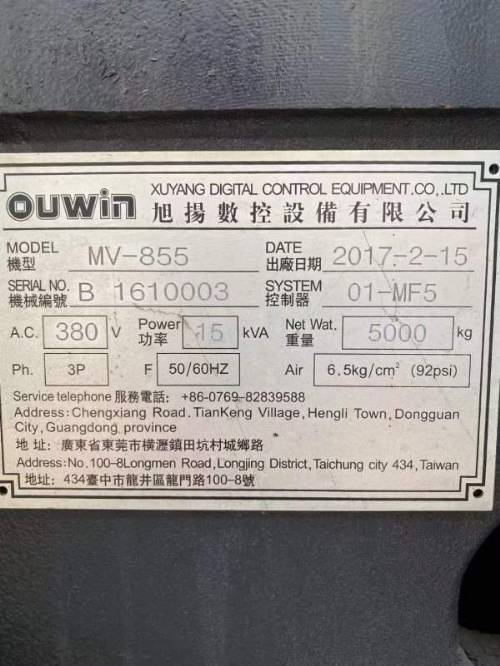 OUWIN XUYANG DIGITAL CONTROL EQUIPMENT.CO.,LTD
旭揚數控設備有限公司
MODEL 機型 MV-855 DATE 出廠日期 2017-2-15
SERIAL NO. 機械編號 B 1610003 SYSTEM 控制器 01-MF5
A.C. 380 V Power 功率 15 kVA Net Wat. 重量 5000 kg
Ph. 3P F 50/60HZ Air 6.5kg/cm² (92psi)
Service telephone 服務電話: +86-0769-82839588
Address:Chengxiang Road.TianKeng Village,Hengli Town,Dongguan
City,Guangdong province
地 址: 廣東省東莞市橫瀝鎮田坑村城鄉路
Address:No,100-8Longmen Road,Longjing District,Taichung city 434,Taiwan
地址: 434臺中市龍井區龍門路100-8號